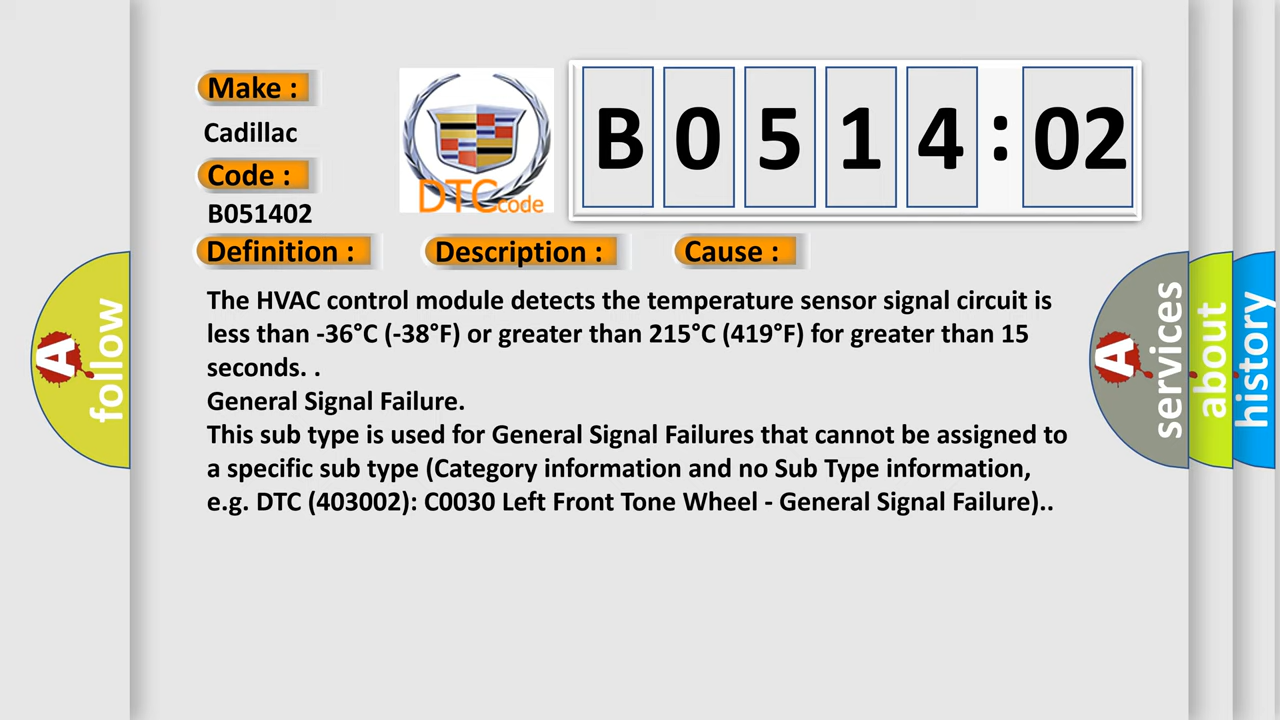 Make :
Cadillac
Code :
B051402
DTC code
B 0 5 1 4 : 02
Definition :
Description :
Cause :
The HVAC control module detects the temperature sensor signal circuit is
less than -36°C (-38°F) or greater than 215°C (419°F) for greater than 15
seconds. .
General Signal Failure.
This sub type is used for General Signal Failures that cannot be assigned to
a specific sub type (Category information and no Sub Type information,
e.g. DTC (403002): C0030 Left Front Tone Wheel - General Signal Failure)..
A follow
A services
about
history